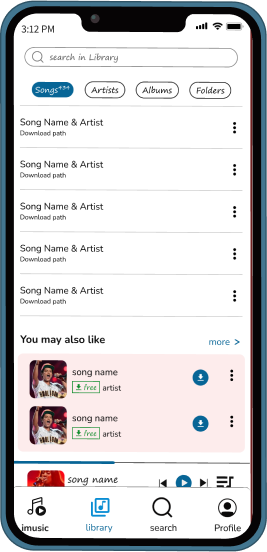 3:12 PM
search in Library
Songs434 Artists Albums Folders
Song Name & Artist
Download path
Song Name & Artist
Download path
Song Name & Artist
Download path
Song Name & Artist
Download path
Song Name & Artist
Download path
You may also like more >
song name
free artist
song name
free artist
song name
imusic library search Profile